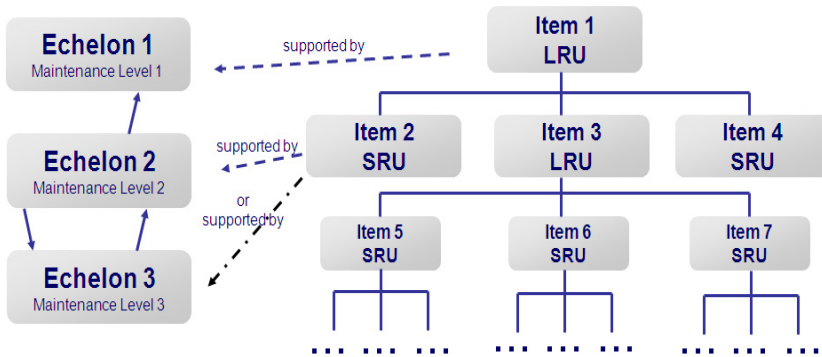 Echelon 1
Maintenance Level 1
supported by
Item 1
LRU
Echelon 2
Maintenance Level 2
supported by
or
supported by
Item 2
SRU
Item 3
LRU
Item 4
SRU
Echelon 3
Maintenance Level 3
Item 5
SRU
Item 6
SRU
Item 7
SRU
... ... ... ... ... ... ... ... ...